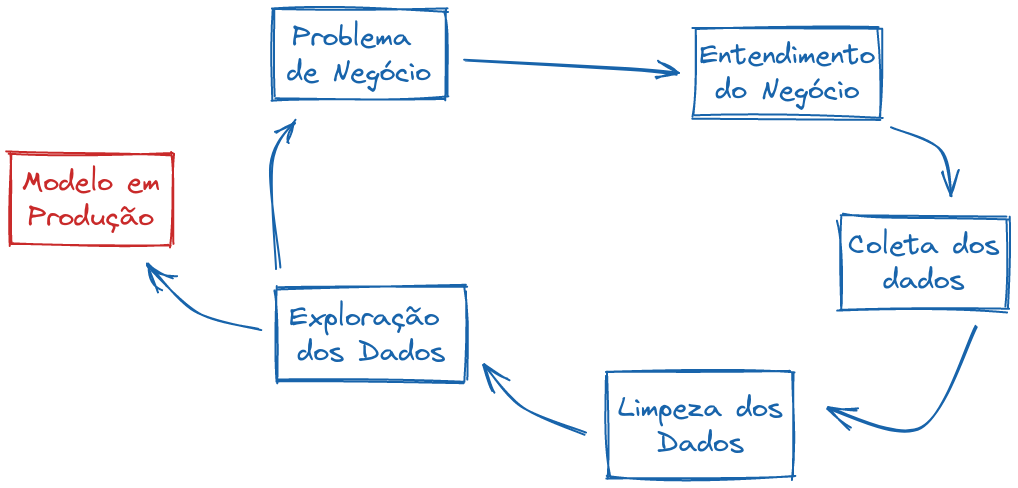 Problema
de Negócio
Entendimento
do Negócio
Modelo em
Produção
Coleta dos
dados
Exploração
dos Dados
Limpeza dos
Dados